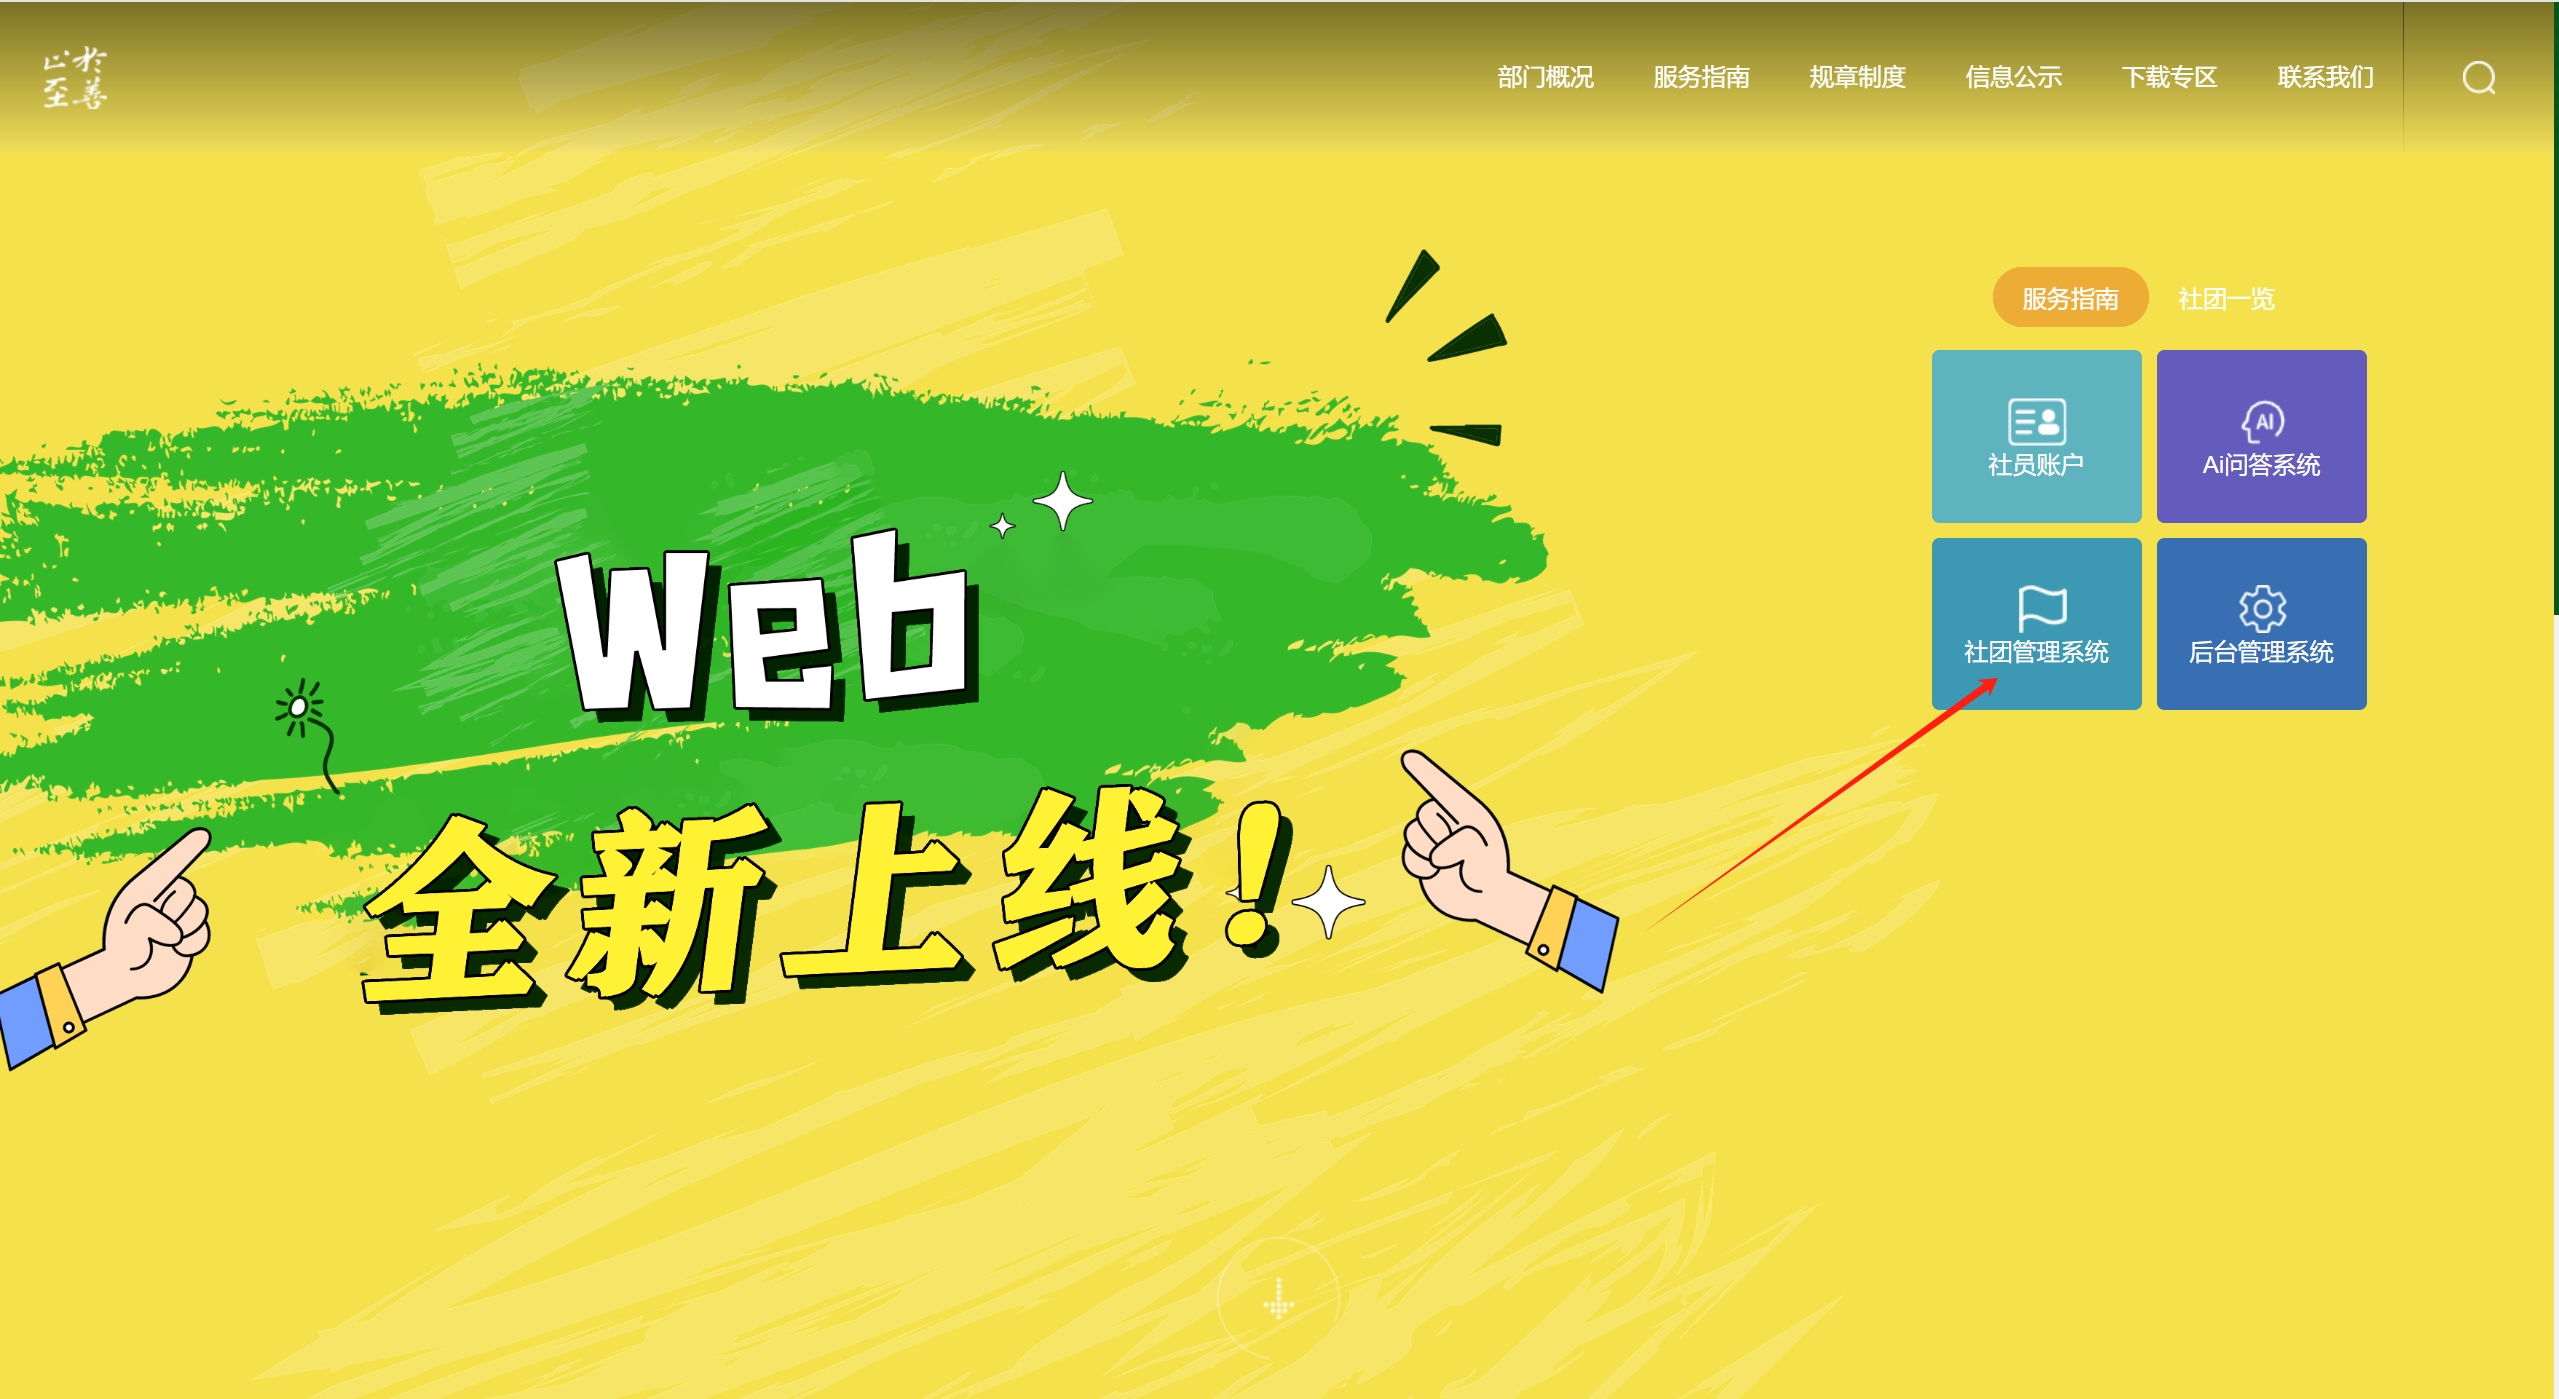 止於
至善
部门概况 服务指南 规章制度 信息公示 下载专区 联系我们
服务指南 社团一览
社员账户 Ai问答系统
社团管理系统 后台管理系统
Web
全新上线！